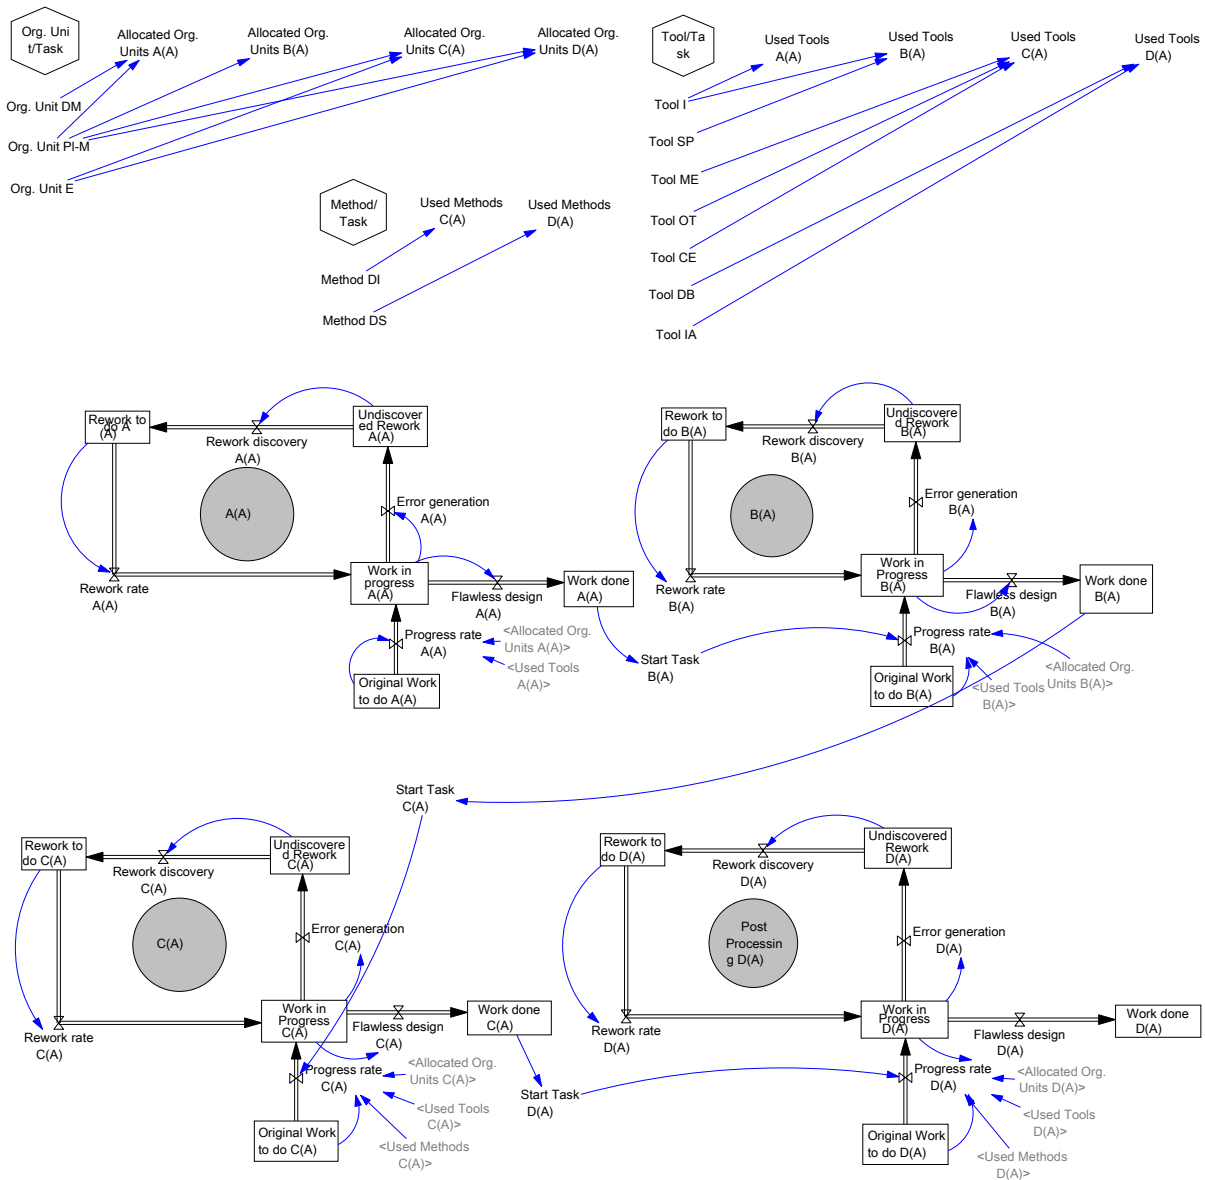 Org. Uni
t/Task
Allocated Org.
Units A(A)
Allocated Org.
Units B(A)
Allocated Org.
Units C(A)
Allocated Org.
Units D(A)
Org. Unit DM
Org. Unit PI-M
Org. Unit E
Tool/Ta
sk
Used Tools
A(A)
Used Tools
B(A)
Used Tools
C(A)
Used Tools
D(A)
Tool I
Tool SP
Tool ME
Tool OT
Tool CE
Tool DB
Tool IA
Method/
Task
Used Methods
C(A)
Used Methods
D(A)
Method DI
Method DS
Rework to
do A
(A)
Rework discovery
A(A)
Undiscover
ed Rework
A(A)
A(A)
Error generation
A(A)
Rework rate
A(A)
Work in
progress
A(A)
Flawless design
A(A)
Work done
A(A)
Progress rate
A(A)
<Allocated Org.
Units A(A)>
<Used Tools
A(A)>
Original Work
to do A(A)
Start Task
B(A)
Rework to
do B(A)
Rework discovery
B(A)
Undiscovere
d Rework
B(A)
B(A)
Error generation
B(A)
Rework rate
B(A)
Work in
Progress
B(A)
Flawless design
B(A)
Work done
B(A)
Progress rate
B(A)
<Allocated Org.
Units B(A)>
<Used Tools
B(A)>
Original Work
to do B(A)
Start Task
C(A)
Rework to
do C(A)
Rework discovery
C(A)
Undiscovere
d Rework
C(A)
C(A)
Error generation
C(A)
Rework rate
C(A)
Work in
Progress
C(A)
Flawless design
C(A)
Work done
C(A)
Progress rate
C(A)
<Allocated Org.
Units C(A)>
<Used Tools
C(A)>
<Used Methods
C(A)>
Original Work
to do C(A)
Start Task
D(A)
Rework to
do D(A)
Rework discovery
D(A)
Undiscovered
Rework
D(A)
Post
Processin
g D(A)
Error generation
D(A)
Rework rate
D(A)
Work in
Progress
D(A)
Flawless design
D(A)
Work done
D(A)
Progress rate
D(A)
<Allocated Org.
Units D(A)>
<Used Tools
D(A)>
<Used Methods
D(A)>
Original Work
to do D(A)